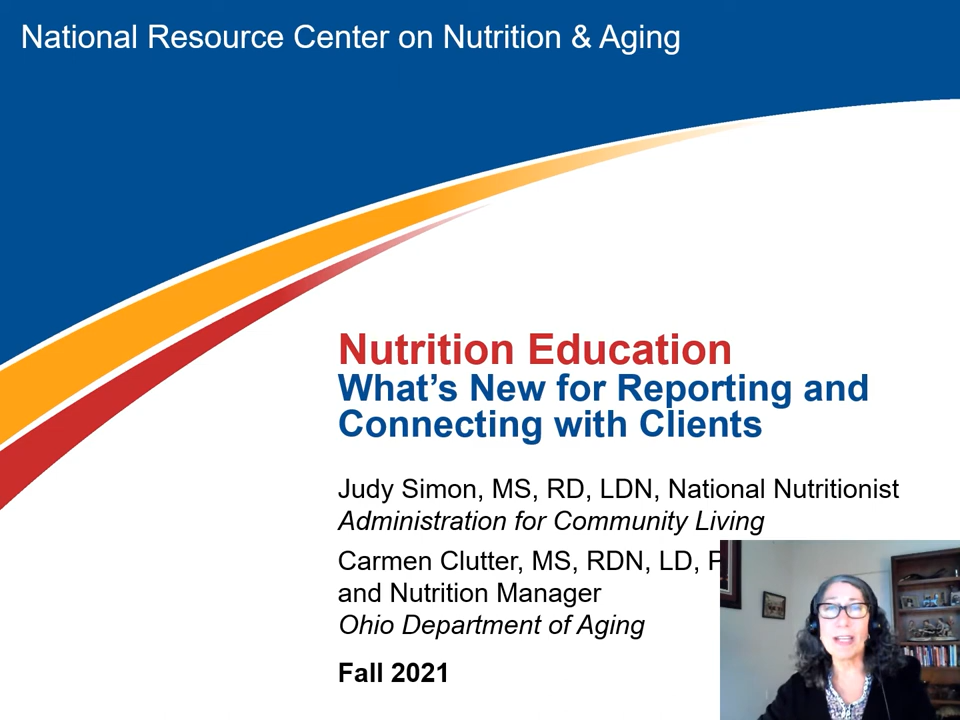 National Resource Center on Nutrition & Aging
Nutrition Education
What's New for Reporting and
Connecting with Clients
Judy Simon, MS, RD, LDN, National Nutritionist
Administration for Community Living
Carmen Clutter, MS, RDN, LD,
and Nutrition Manager
Ohio Department of Aging
Fall 2021